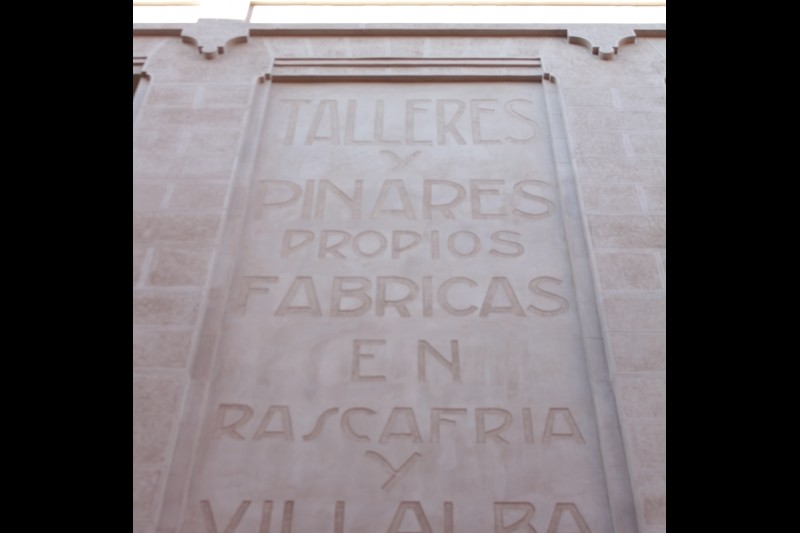 TALLERES
Y
PINARES
PROPIOS
FABRICAS
EN
RASCAFRIA
Y
VILLALBA